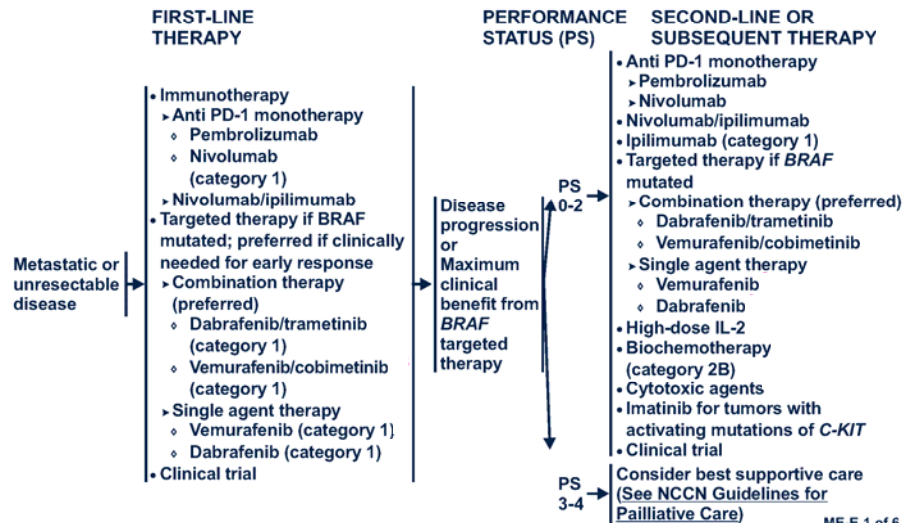 FIRST-LINE
THERAPY
PERFORMANCE
STATUS (PS)
SECOND-LINE OR
SUBSEQUENT THERAPY
Metastatic or
unresectable
disease
• Immunotherapy
➤ Anti PD-1 monotherapy
◊ Pembrolizumab
◊ Nivolumab
(category 1)
➤ Nivolumab/ipilimumab
• Targeted therapy if BRAF
mutated; preferred if clinically
needed for early response
➤ Combination therapy
(preferred)
◊ Dabrafenib/trametinib
(category 1)
◊ Vemurafenib/cobimetinib
(category 1)
➤ Single agent therapy
◊ Vemurafenib (category 1)
◊ Dabrafenib (category 1)
• Clinical trial
Disease
progression
or
Maximum
clinical
benefit from
BRAF
targeted
therapy
PS
0-2
• Anti PD-1 monotherapy
➤ Pembrolizumab
➤ Nivolumab
• Nivolumab/ipilimumab
• Ipilimumab (category 1)
• Targeted therapy if BRAF
mutated
➤ Combination therapy (preferred)
◊ Dabrafenib/trametinib
◊ Vemurafenib/cobimetinib
➤ Single agent therapy
◊ Vemurafenib
◊ Dabrafenib
• High-dose IL-2
• Biochemotherapy
(category 2B)
• Cytotoxic agents
• Imatinib for tumors with
activating mutations of C-KIT
• Clinical trial
PS
3-4
Consider best supportive care
(See NCCN Guidelines for
Pailliative Care)
ME-E 1 of 6